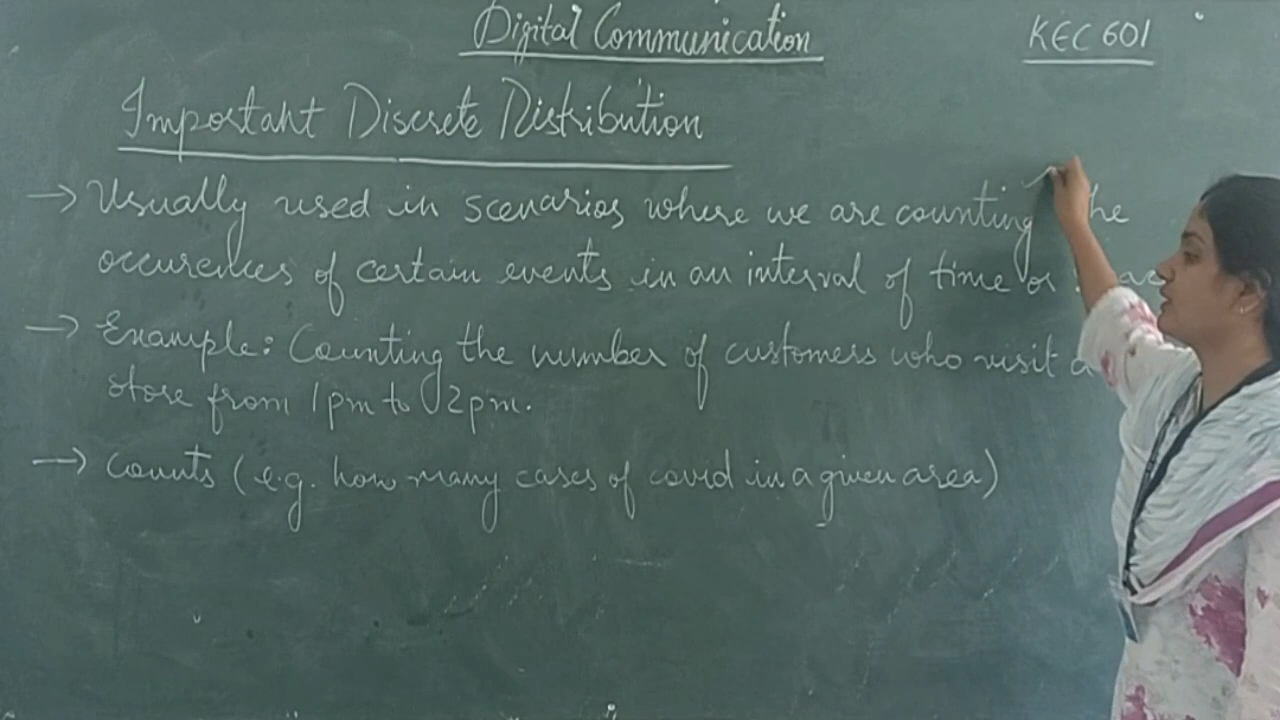 Digital Communication
KEC 601
Important Discrete Distribution
→ Usually used in scenarios where we are counting the
occurences of certain events in an interval of time or
→ Example: Counting the number of customers who visit a
store from 1pm to 2pm.
→ Counts (e.g. how many cases of covid in a given area)